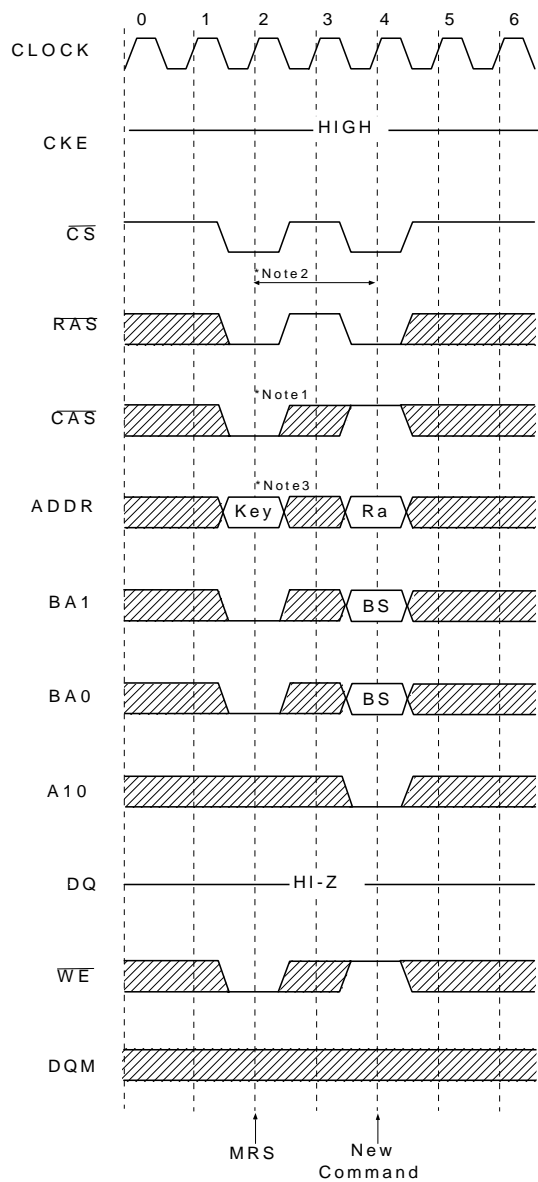 0 1 2 3 4 5 6
CLOCK
CKE
HIGH
CS
*Note2
RAS
*Note1
CAS
*Note3
ADDR
Key
Ra
BA1
BS
BA0
BS
A10
DQ
HI-Z
WE
DQM
MRS
New
Command